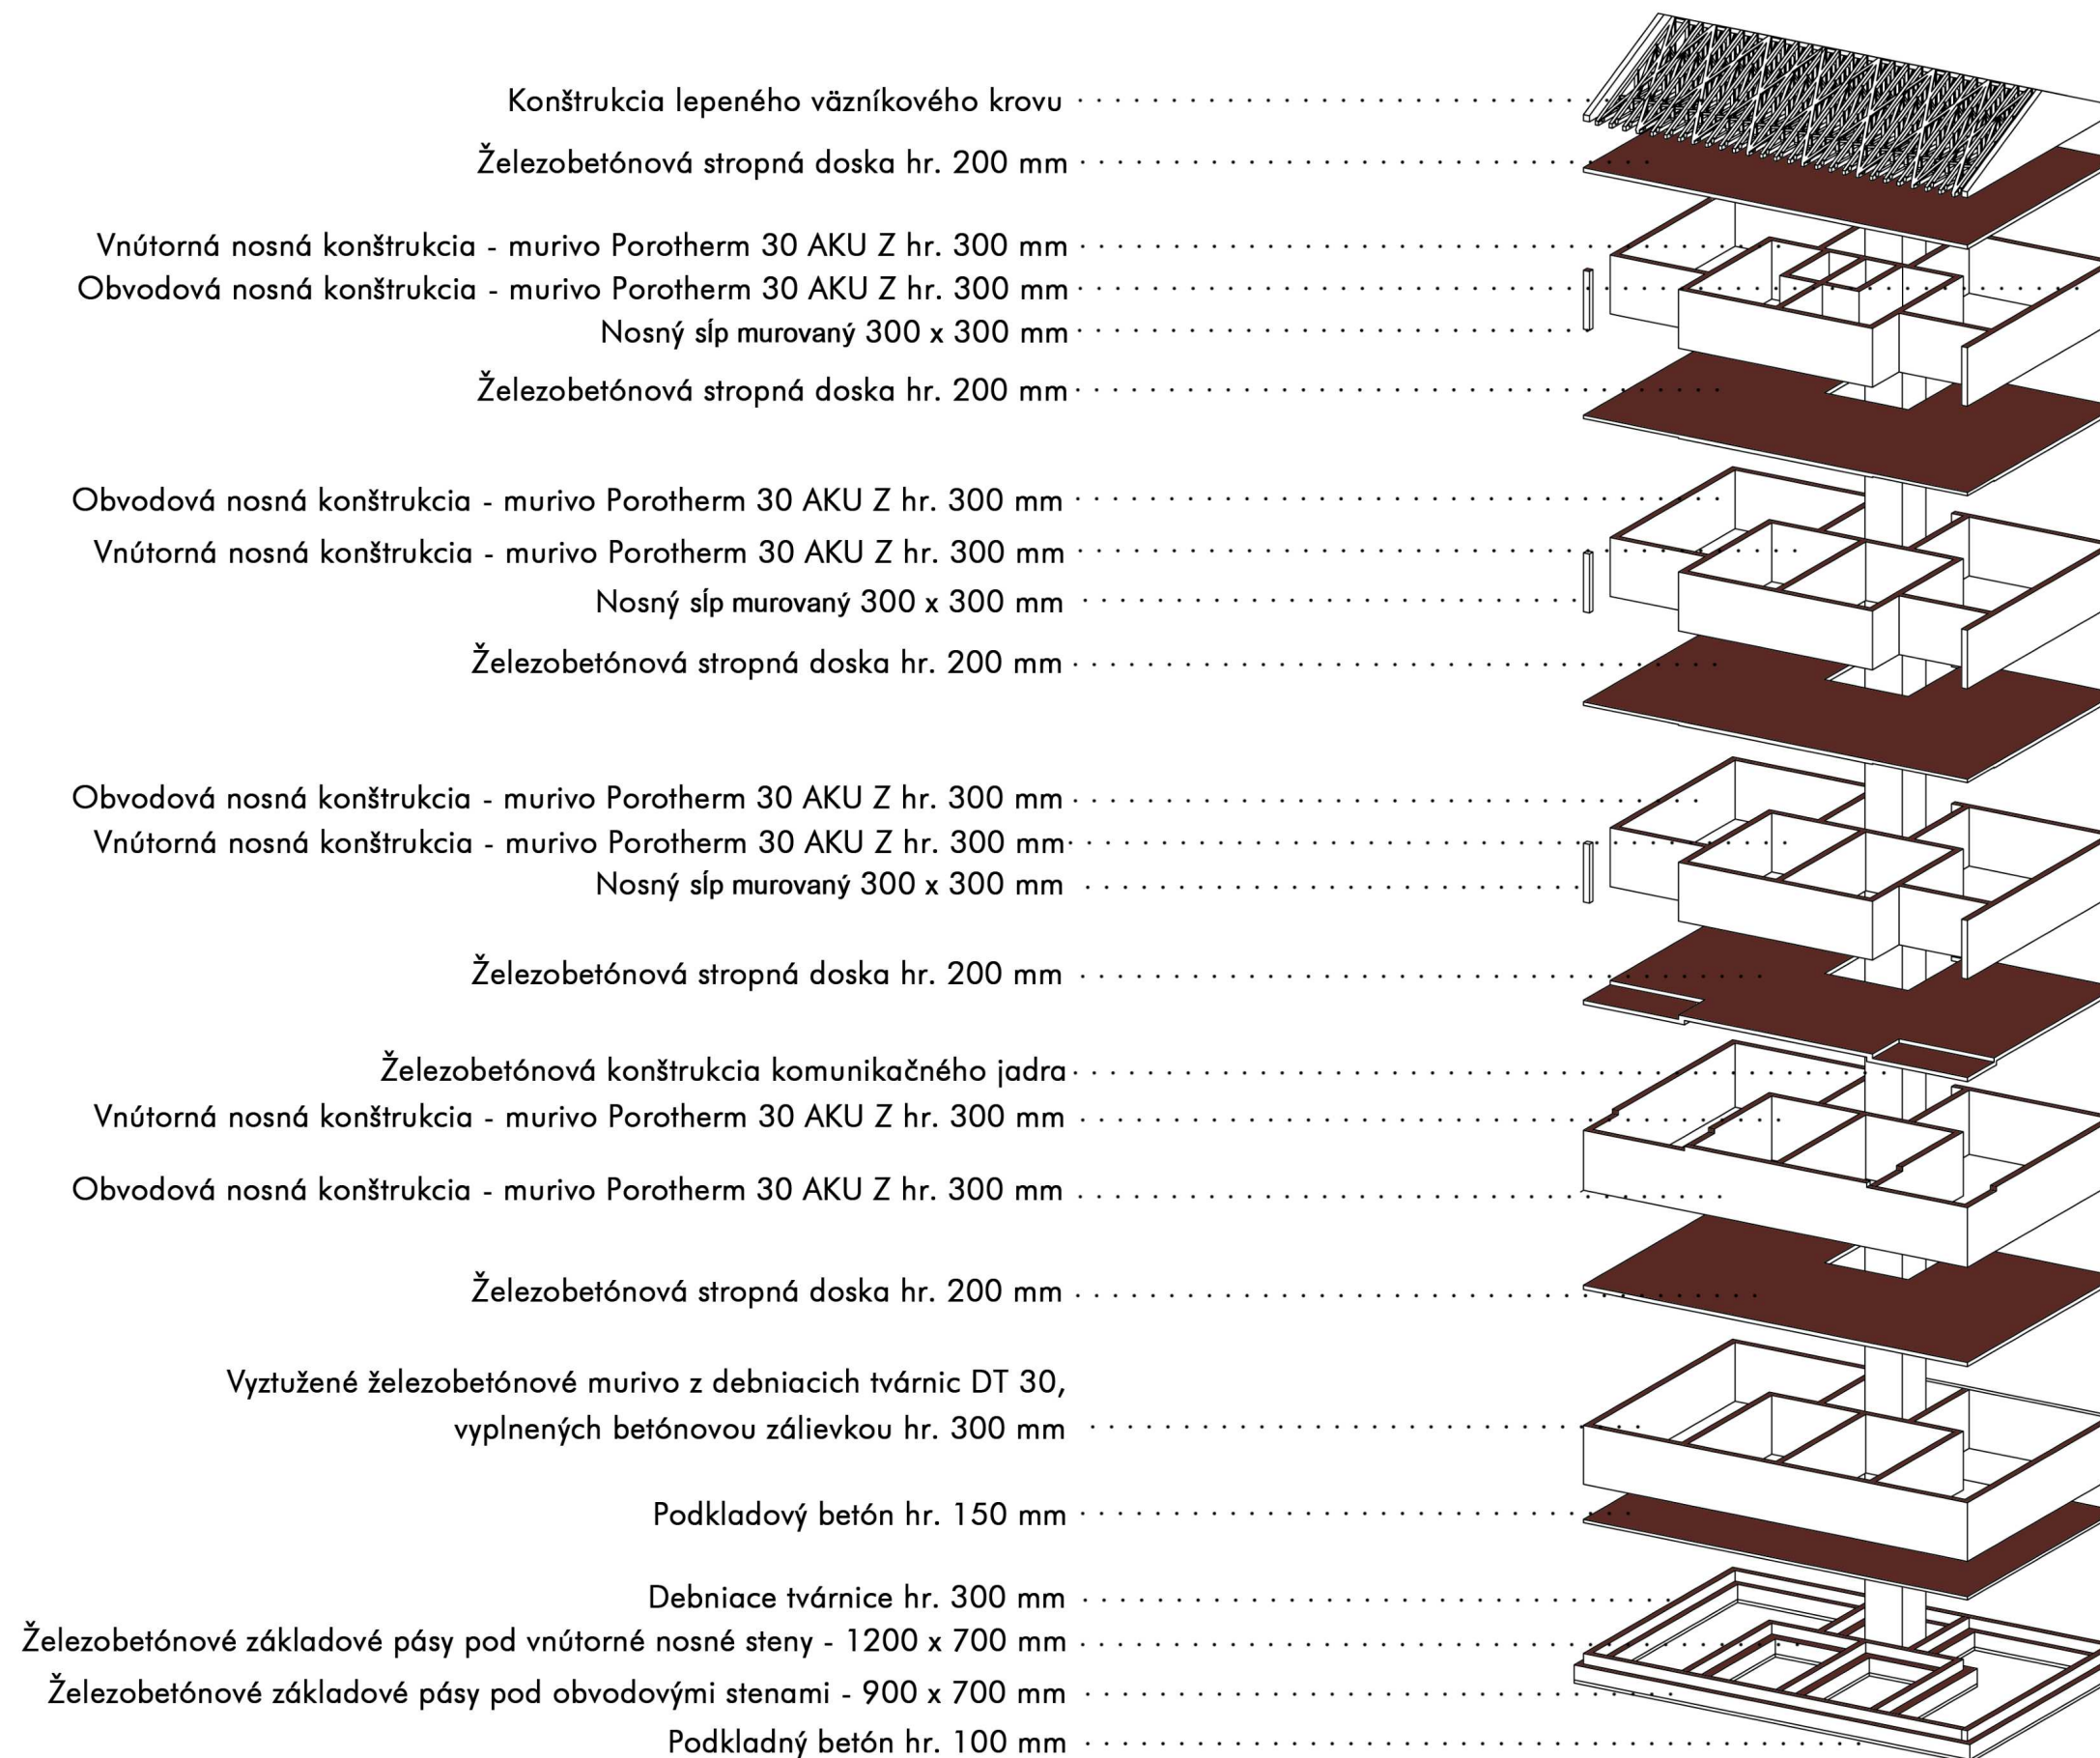 Konštrukcia lepeného väzníkového krovu
Železobetónová stropná doska hr. 200 mm
Vnútorná nosná konštrukcia - murivo Porotherm 30 AKU Z hr. 300 mm
Obvodová nosná konštrukcia - murivo Porotherm 30 AKU Z hr. 300 mm
Nosný sĺp murovaný 300 x 300 mm
Železobetónová stropná doska hr. 200 mm
Obvodová nosná konštrukcia - murivo Porotherm 30 AKU Z hr. 300 mm
Vnútorná nosná konštrukcia - murivo Porotherm 30 AKU Z hr. 300 mm
Nosný sĺp murovaný 300 x 300 mm
Železobetónová stropná doska hr. 200 mm
Obvodová nosná konštrukcia - murivo Porotherm 30 AKU Z hr. 300 mm
Vnútorná nosná konštrukcia - murivo Porotherm 30 AKU Z hr. 300 mm
Nosný sĺp murovaný 300 x 300 mm
Železobetónová stropná doska hr. 200 mm
Železobetónová konštrukcia komunikačného jadra
Vnútorná nosná konštrukcia - murivo Porotherm 30 AKU Z hr. 300 mm
Obvodová nosná konštrukcia - murivo Porotherm 30 AKU Z hr. 300 mm
Železobetónová stropná doska hr. 200 mm
Vyztužené železobetónové murivo z debniacich tvárnic DT 30,
vyplnených betónovou zálievkou hr. 300 mm
Podkladový betón hr. 150 mm
Debniace tvárnice hr. 300 mm
Železobetónové základové pásy pod vnútorné nosné steny - 1200 x 700 mm
Železobetónové základové pásy pod obvodovými stenami - 900 x 700 mm
Podkladný betón hr. 100 mm